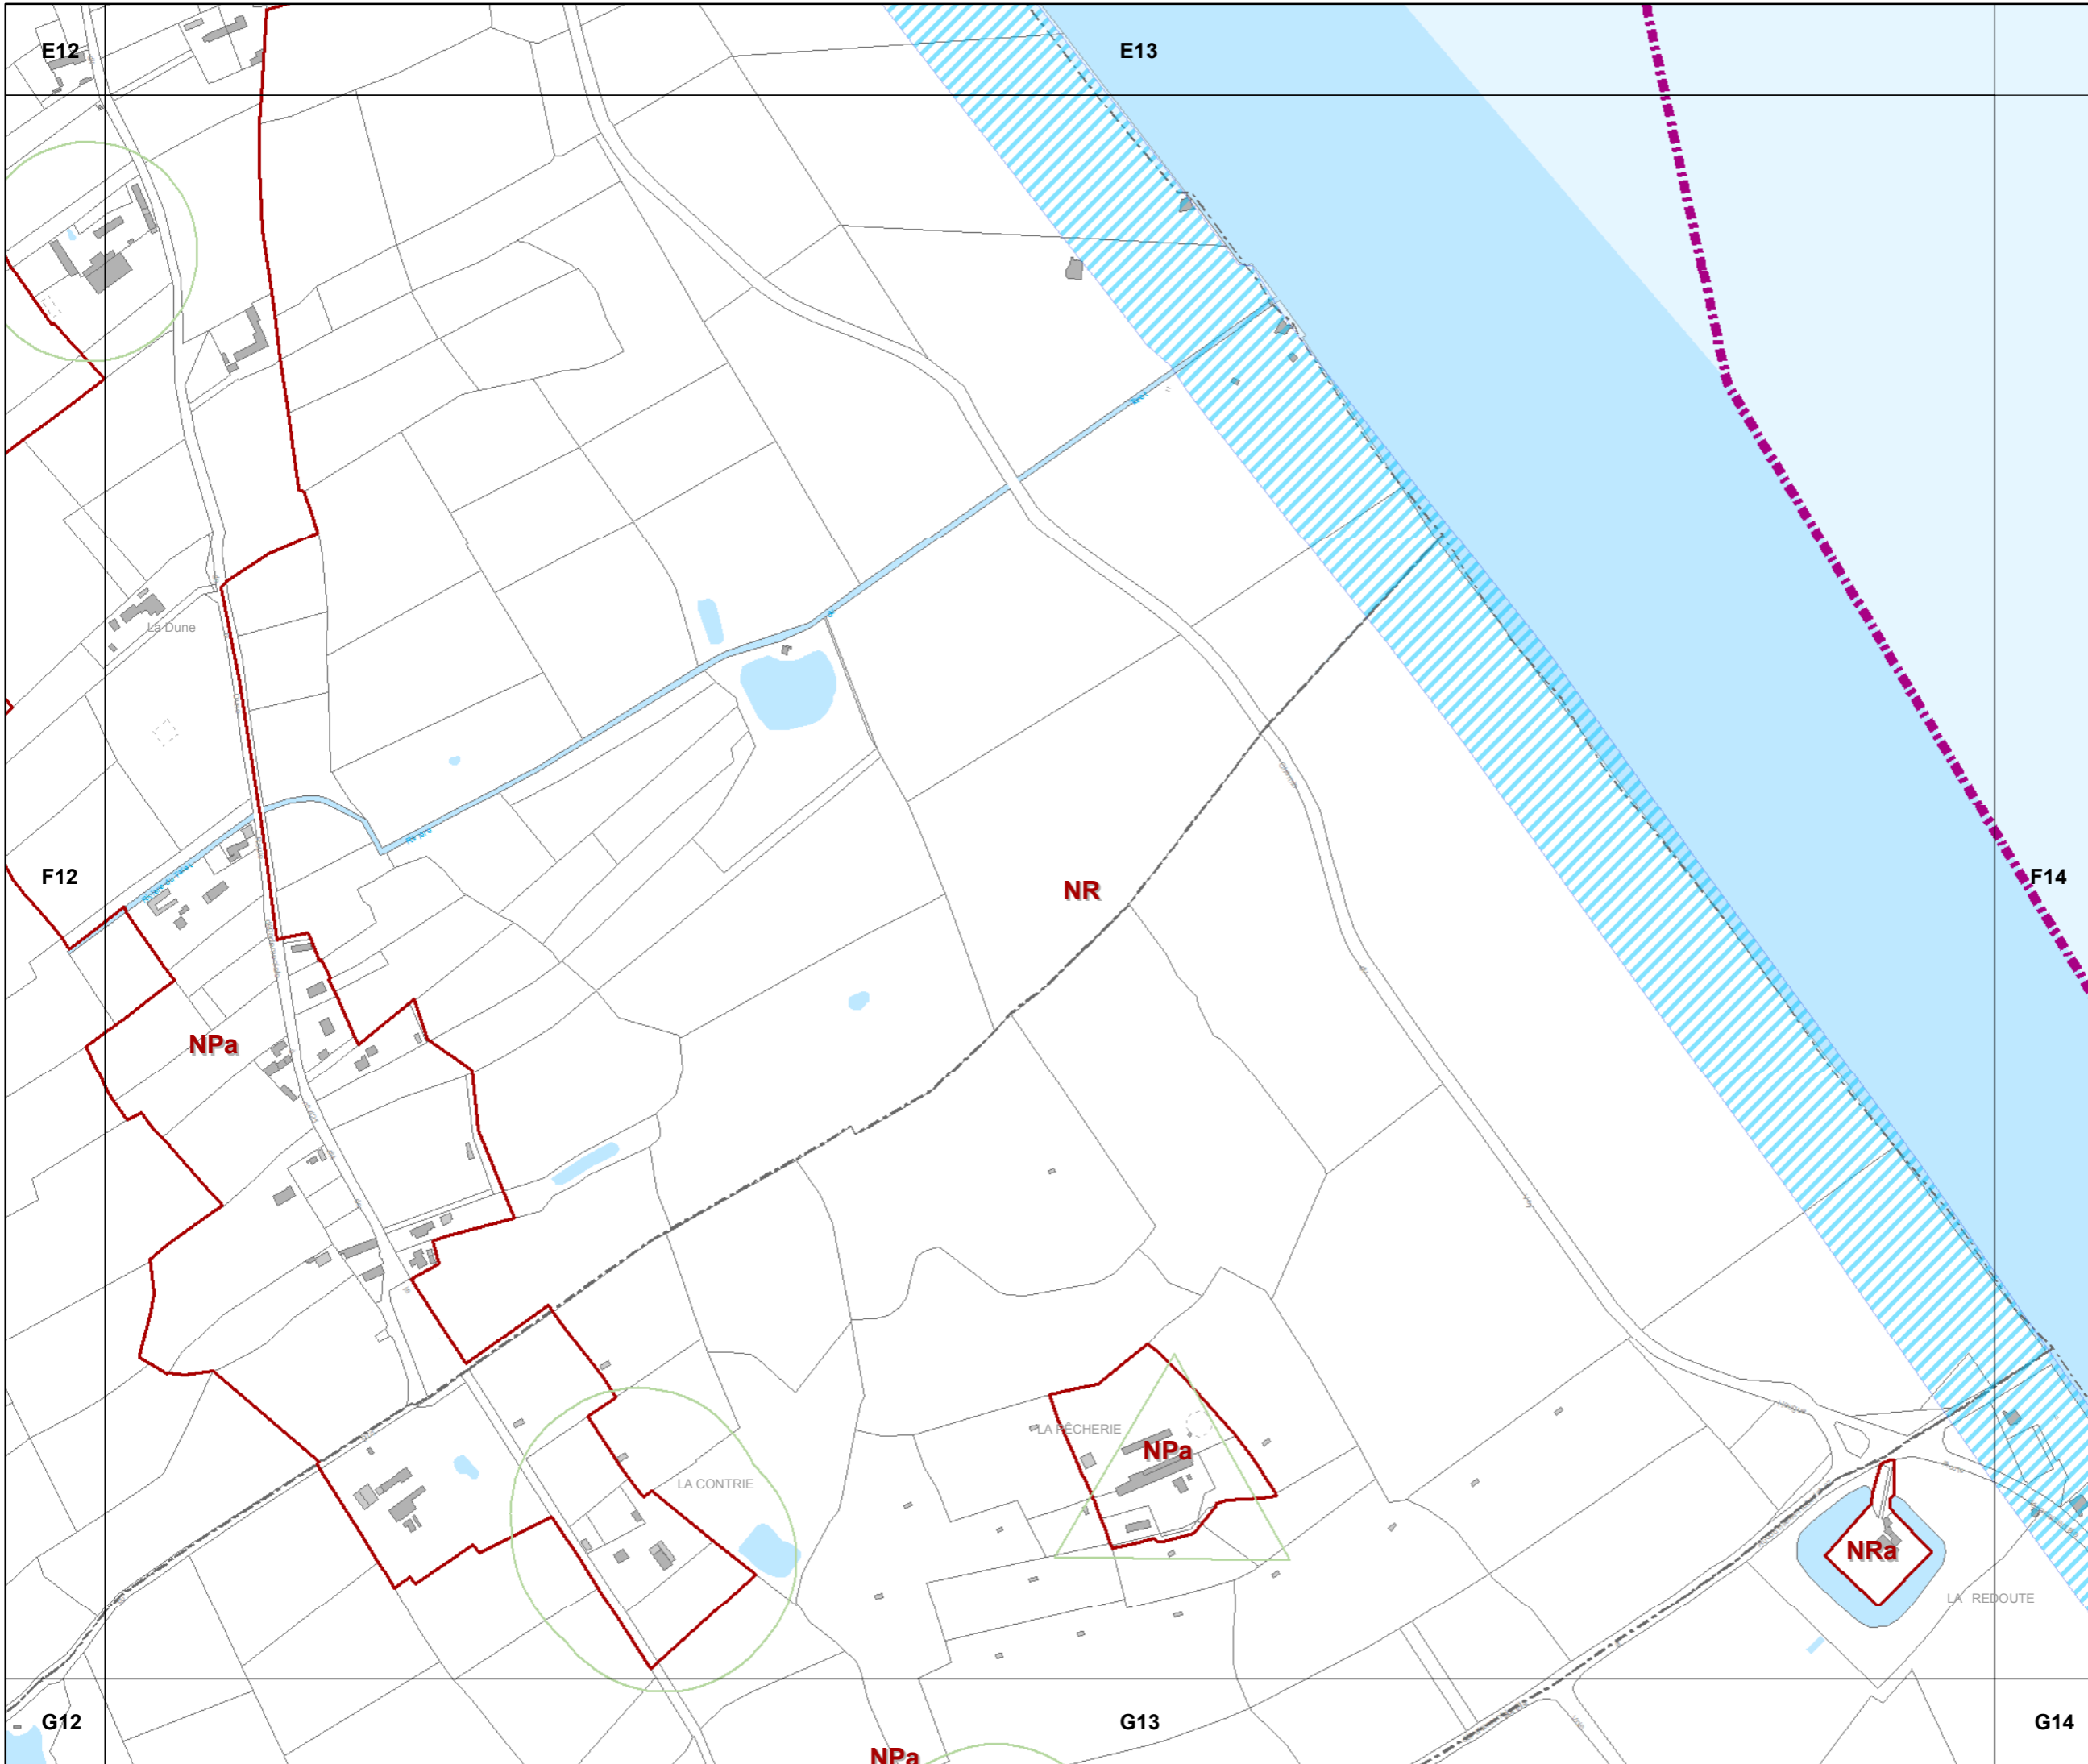 E12
E13
La Dune
F12
F14
NR
NPa
LA PÊCHERIE
NPa
LA CONTRIE
NRa
LA REDOUTE
G12
G13
G14
NPa